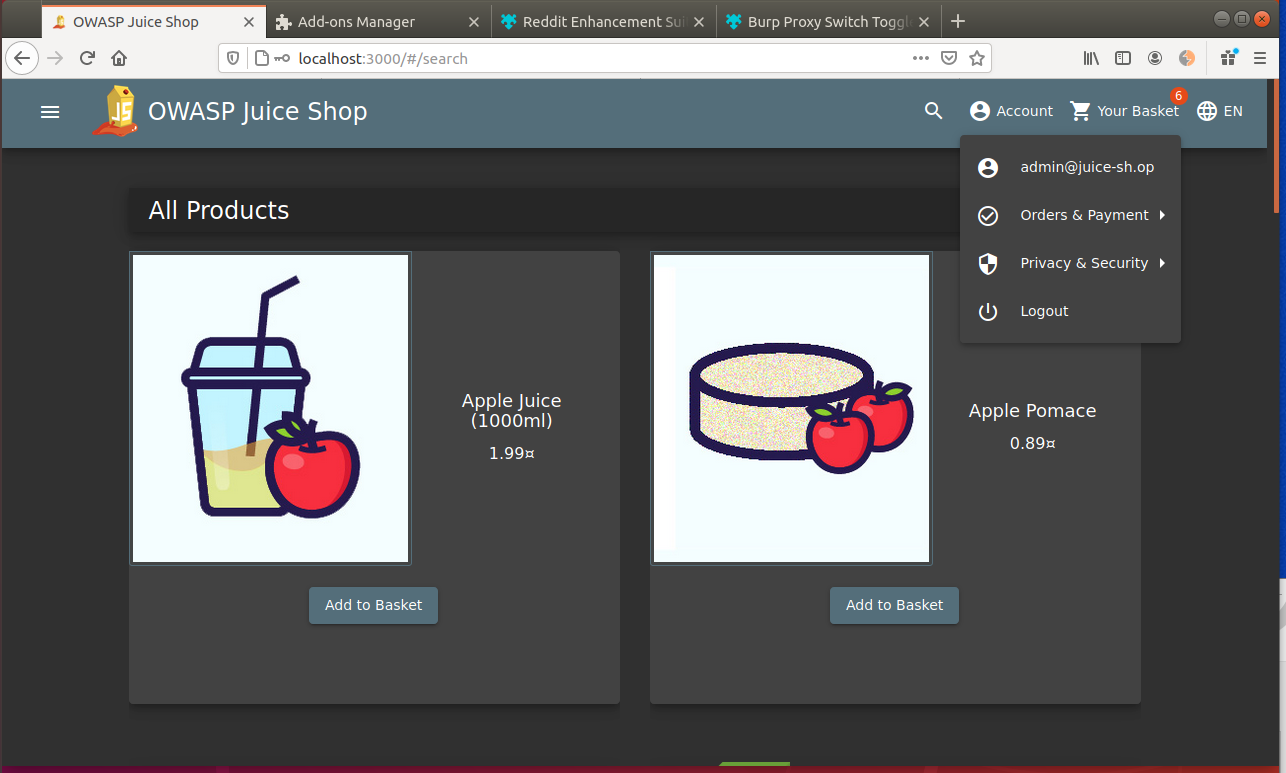 OWASP Juice Shop
Add-ons Manager
Reddit Enhancement Sui
Burp Proxy Switch Toggl
localhost:3000/#/search
JS
OWASP Juice Shop
Account
6
Your Basket
EN
admin@juice-sh.op
Orders & Payment
Privacy & Security
Logout
All Products
Apple Juice
(1000ml)
1.99¤
Add to Basket
Apple Pomace
0.89¤
Add to Basket